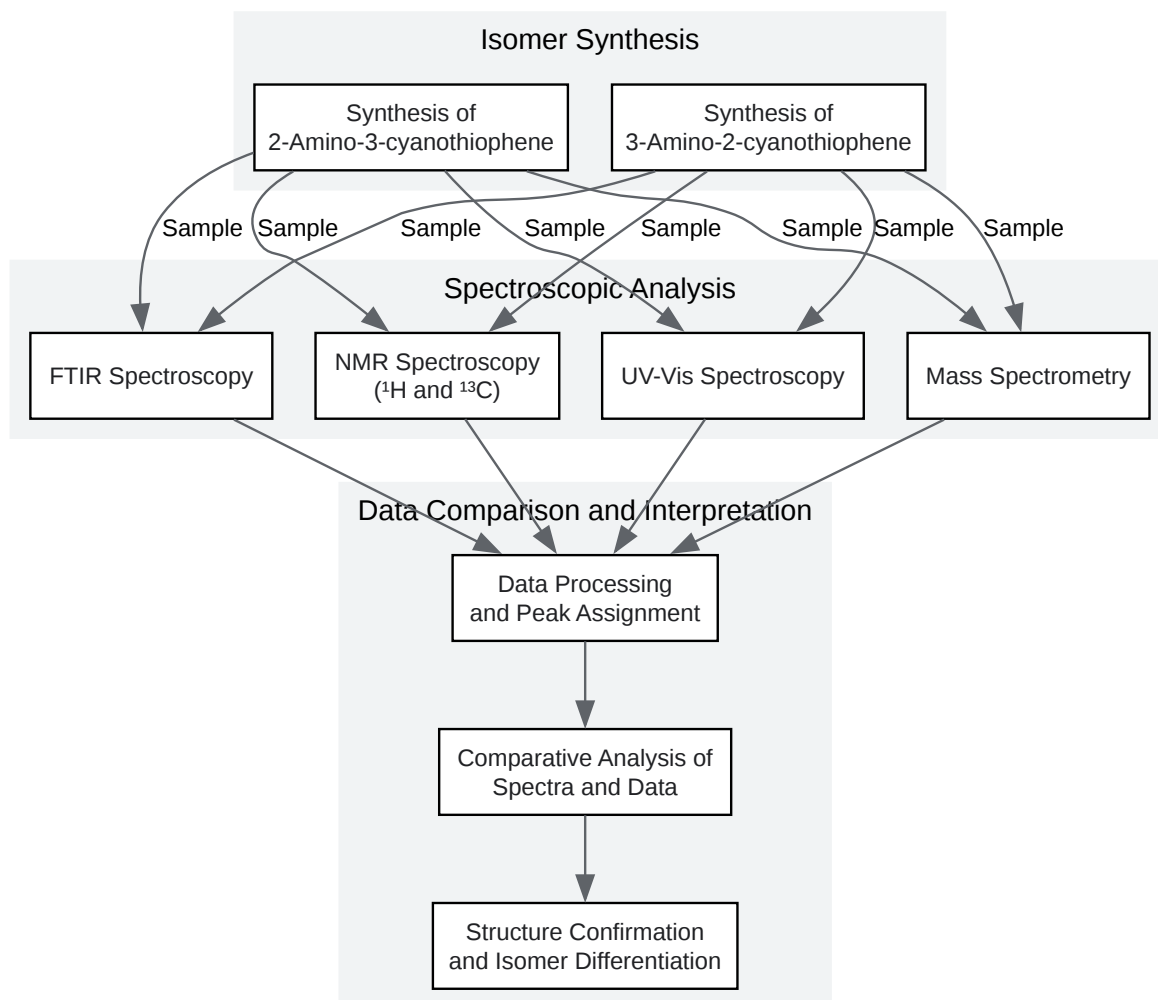 Isomer Synthesis
Synthesis of
2-Amino-3-cyanothiophene
Synthesis of
3-Amino-2-cyanothiophene
Sample
Sample
Sample
Sample
Sample
Sample
Sample
Sample
Spectroscopic Analysis
FTIR Spectroscopy
NMR Spectroscopy
(¹H and ¹³C)
UV-Vis Spectroscopy
Mass Spectrometry
Data Comparison and Interpretation
Data Processing
and Peak Assignment
Comparative Analysis of
Spectra and Data
Structure Confirmation
and Isomer Differentiation